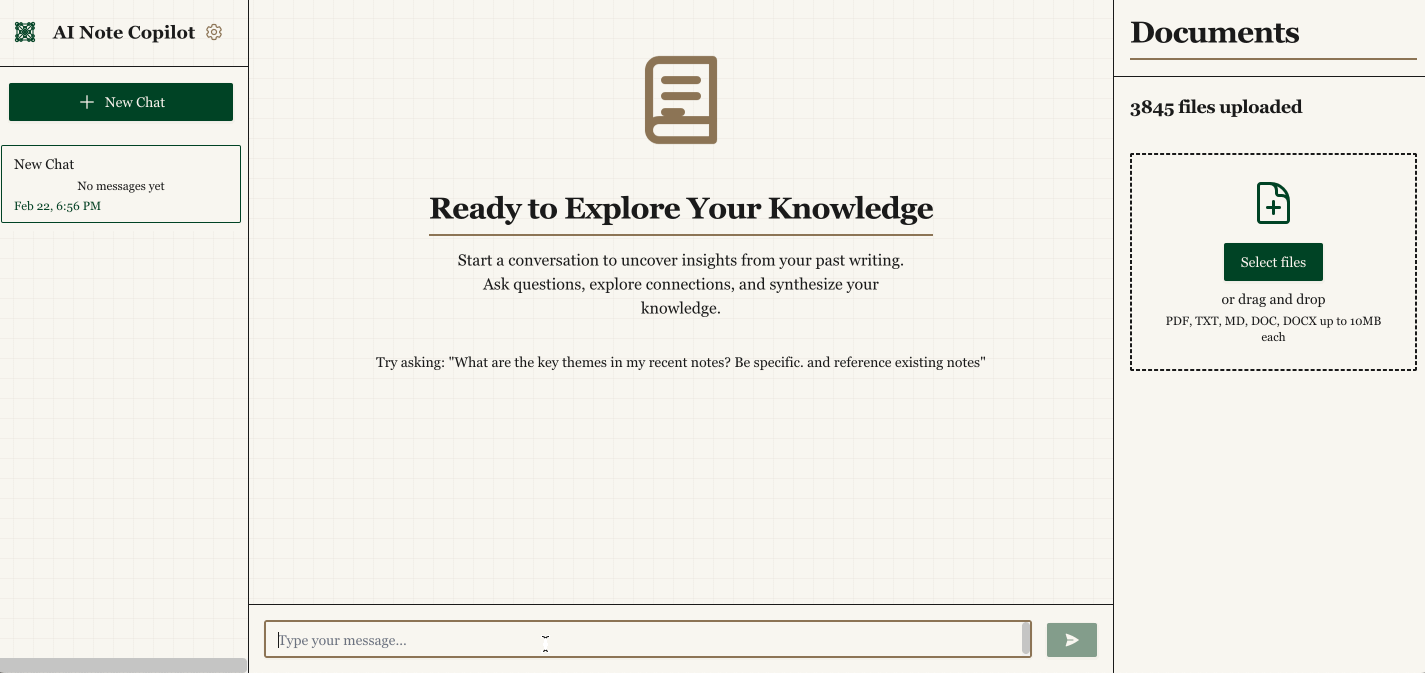 AI Note Copilot
New Chat
New Chat
No messages yet
Feb 22, 6:56 PM
Ready to Explore Your Knowledge
Start a conversation to uncover insights from your past writing.
Ask questions, explore connections, and synthesize your
knowledge.
Try asking: "What are the key themes in my recent notes? Be specific. and reference existing notes"
Type your message...
Documents
3845 files uploaded
Select files
or drag and drop
PDF, TXT, MD, DOC, DOCX up to 10MB
each